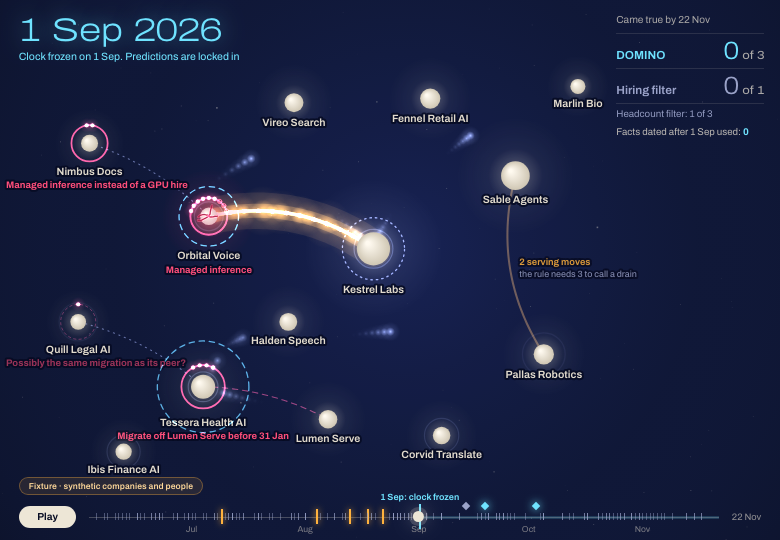 1 Sep 2026
Clock frozen on 1 Sep. Predictions are locked in
Came true by 22 Nov
DOMINO 0 of 3
Hiring filter 0 of 1
Headcount filter: 1 of 3
Facts dated after 1 Sep used: 0
Vireo Search
Fennel Retail AI
Marlin Bio
Nimbus Docs
Managed inference instead of a GPU hire
Sable Agents
Orbital Voice
Managed inference
Kestrel Labs
2 serving moves
the rule needs 3 to call a drain
Halden Speech
Quill Legal AI
Possibly the same migration as its peer?
Pallas Robotics
Tessera Health AI
Migrate off Lumen Serve before 31 Jan
Lumen Serve
Corvid Translate
Ibis Finance AI
Fixture · synthetic companies and people
1 Sep: clock frozen
Play
22 Nov
Jul Aug Sep Oct Nov